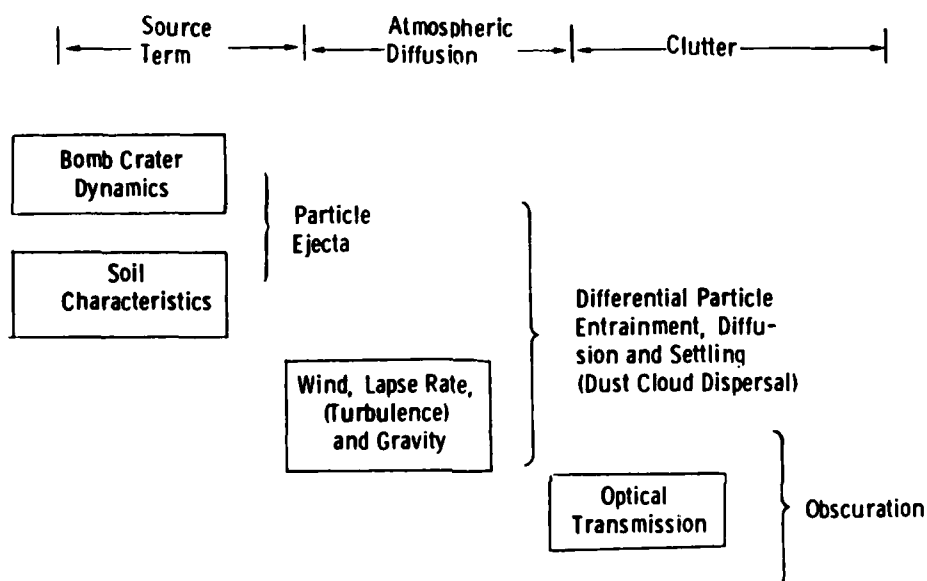 Source
Term
Atmospheric
Diffusion
Clutter
Bomb Crater
Dynamics
Particle
Ejecta
Soil
Characteristics
Differential Particle
Entrainment, Diffu-
sion and Settling
(Dust Cloud Dispersal)
Wind, Lapse Rate,
(Turbulence)
and Gravity
Optical
Transmission
Obscuration